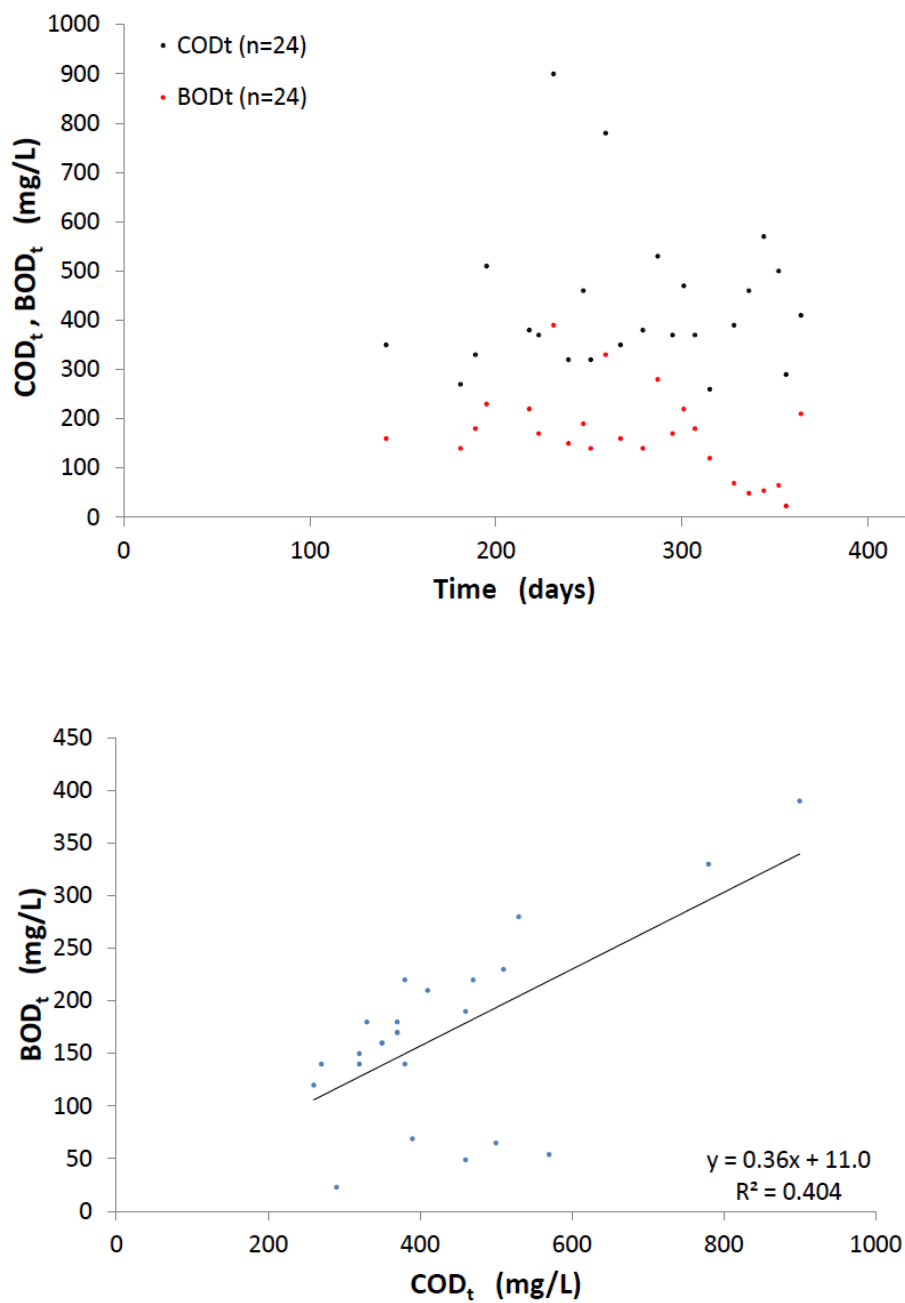 1000
900
800
700
600
500
400
300
200
100
0
CODt (n=24)
BODt (n=24)
CODt , BODt (mg/L)
0 100 200 300 400
Time (days)
450
400
350
300
250
200
150
100
50
0
BODt (mg/L)
y = 0.36x + 11.0
R² = 0.404
0 200 400 600 800 1000
CODt (mg/L)